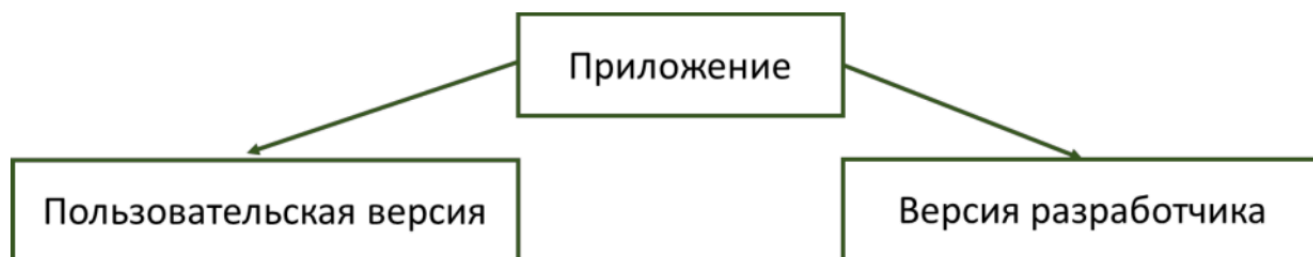 Приложение
Пользовательская версия
Версия разработчика